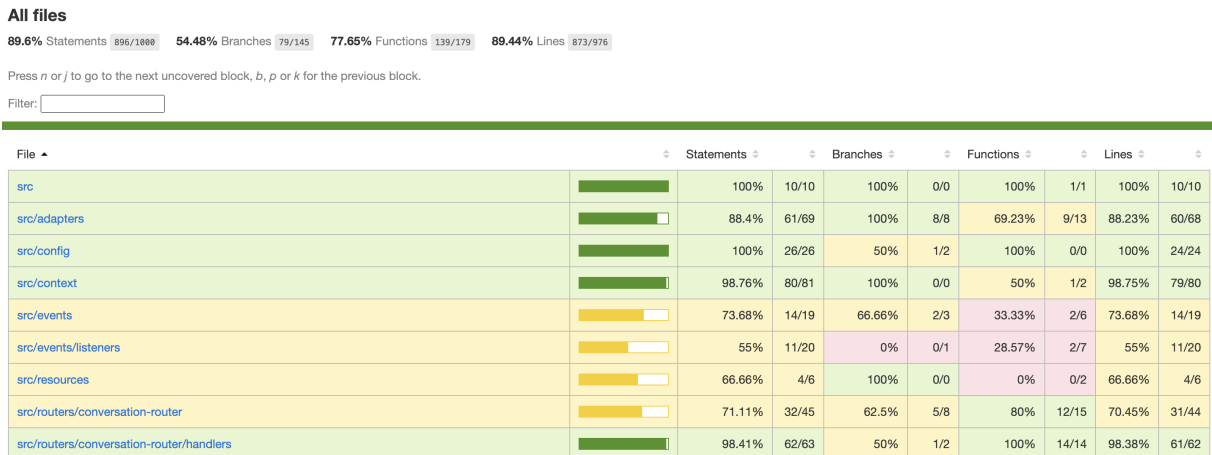 All files
89.6% Statements 896/1000 54.48% Branches 79/145 77.65% Functions 139/179 89.44% Lines 873/976
Press n or j to go to the next uncovered block, b, p or k for the previous block.
Filter:
File Statements Branches Functions Lines
src 100% 10/10 100% 0/0 100% 1/1 100% 10/10
src/adapters 88.4% 61/69 100% 8/8 69.23% 9/13 88.23% 60/68
src/config 100% 26/26 50% 1/2 100% 0/0 100% 24/24
src/context 98.76% 80/81 100% 0/0 50% 1/2 98.75% 79/80
src/events 73.68% 14/19 66.66% 2/3 33.33% 2/6 73.68% 14/19
src/events/listeners 55% 11/20 0% 0/1 28.57% 2/7 55% 11/20
src/resources 66.66% 4/6 100% 0/0 0% 0/2 66.66% 4/6
src/routers/conversation-router 71.11% 32/45 62.5% 5/8 80% 12/15 70.45% 31/44
src/routers/conversation-router/handlers 98.41% 62/63 50% 1/2 100% 14/14 98.38% 61/62